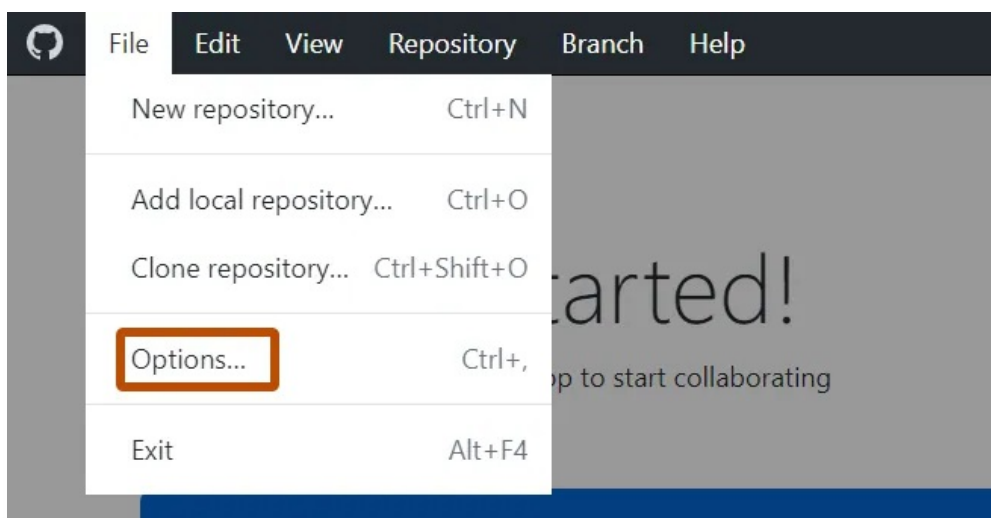 File Edit View Repository Branch Help
New repository... Ctrl+N
Add local repository... Ctrl+O
Clone repository... Ctrl+Shift+O
arted!
Options... Ctrl+,
to start collaborating
Exit Alt+F4